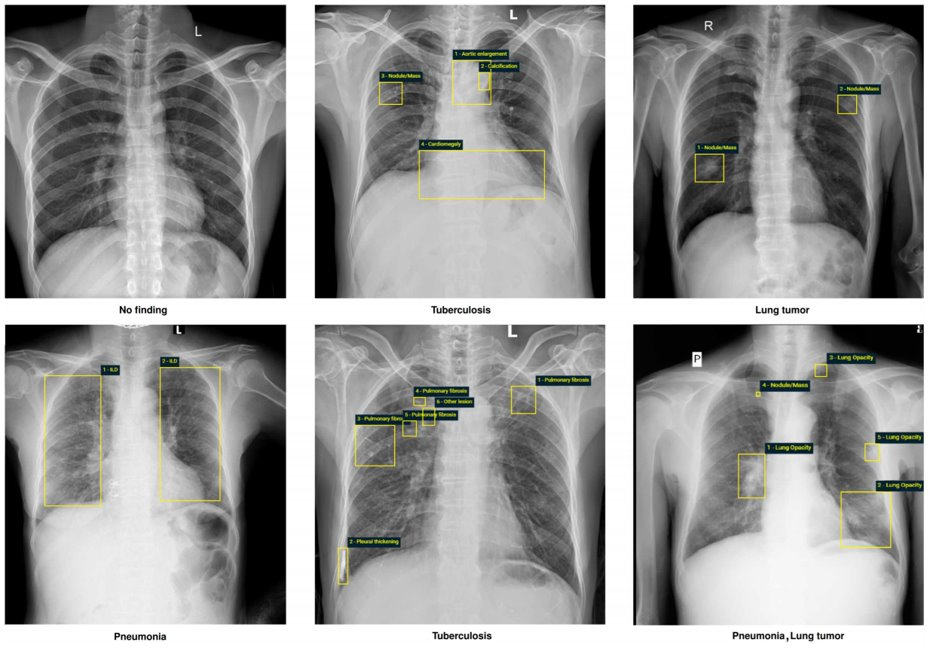 L
No finding
L
1 - Aortic enlargement
2 - Calcification
3 - Nodule/Mass
4 - Cardiomegaly
Tuberculosis
R
2 - Nodule/Mass
1 - Nodule/Mass
Lung tumor
L
1 - ILD
2 - ILD
Pneumonia
L
1 - Pulmonary fibrosis
4 - Pulmonary fibrosis
6 - Other lesion
3 - Pulmonary fibro
5 - Pulmonary fibrosis
2 - Pleural thickening
Tuberculosis
P
3 - Lung Opacity
4 - Nodule/Mass
5 - Lung Opacity
1 - Lung Opacity
2 - Lung Opacity
Pneumonia, Lung tumor